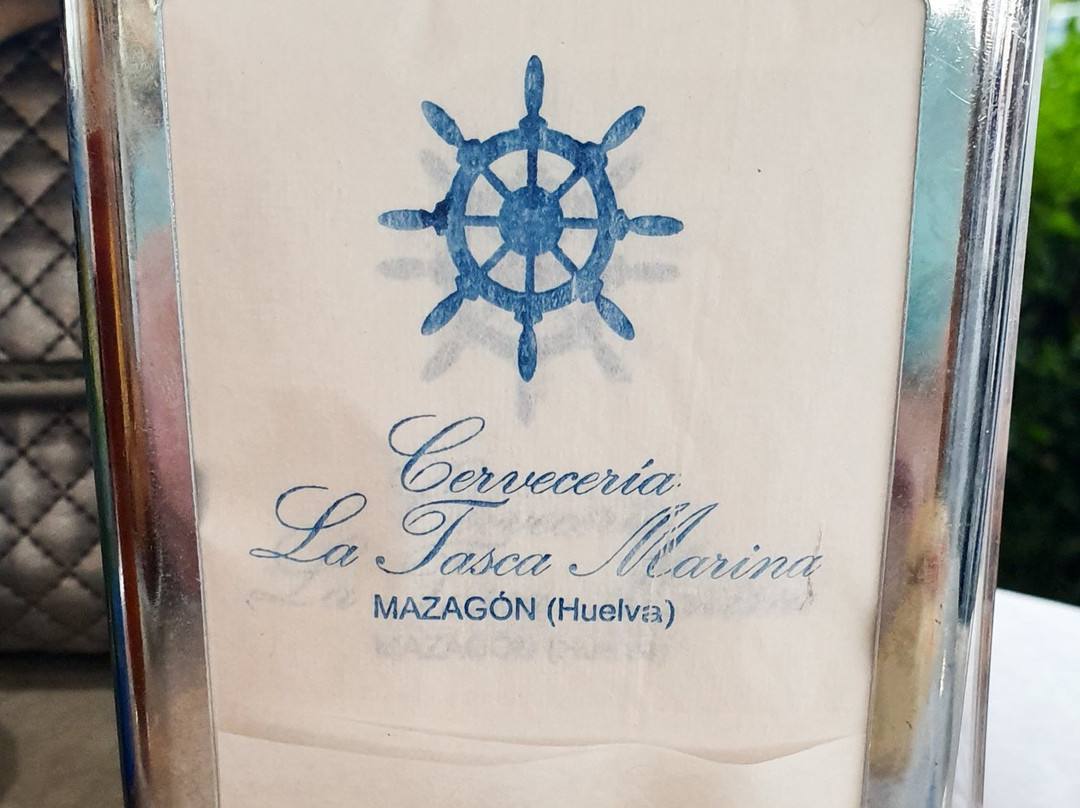 Cervecería
La Tasca Marina
MAZAGÓN (Huelva)